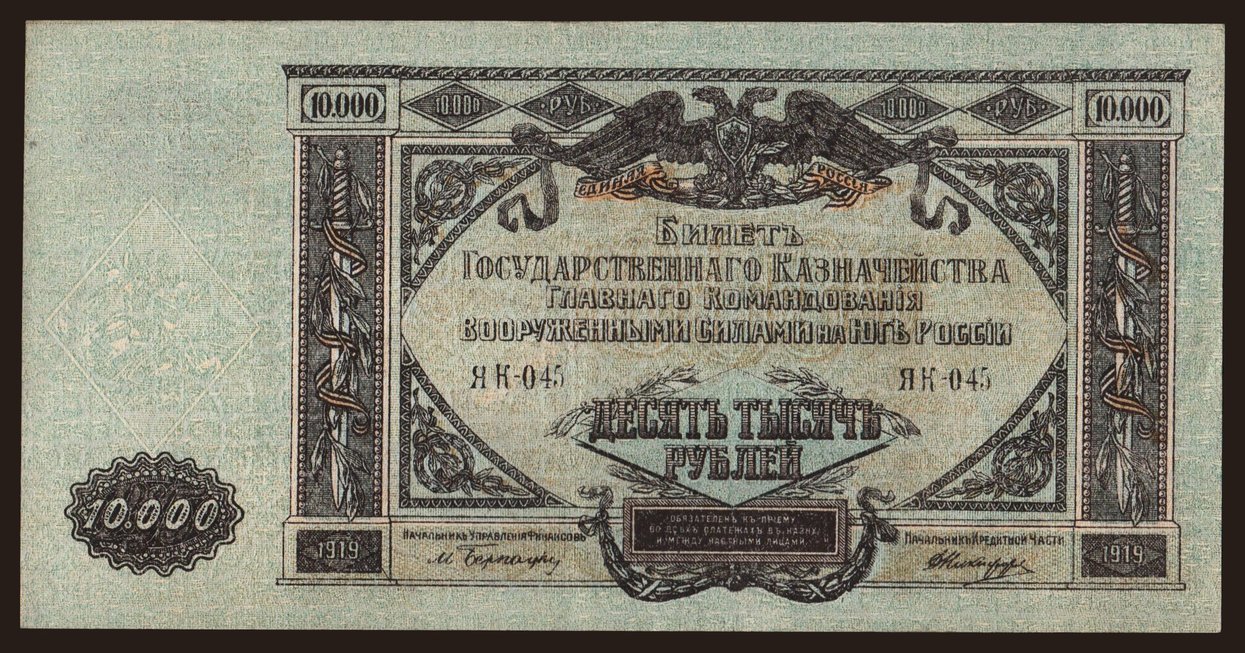 10.000 10.000 РУБ. 10.000 РУБ. 10.000
ЕДИНАЯ РОССІЯ
БИЛЕТЪ
ГОСУДАРСТВЕННАГО КАЗНАЧЕЙСТВА
ГЛАВНАГО КОМАНДОВАНІЯ
ВООРУЖЕННЫМИ СИЛАМИ НА ЮГѢ РОССІИ
ЯК-045 ЯК-045
ДЕСЯТЬ ТЫСЯЧЪ
РУБЛЕЙ
10.000
ОБЯЗАТЕЛЕНЪ КЪ ПРІЕМУ
ВО ВСѢХЪ ПЛАТЕЖАХЪ ВЪ КАЗНУ
И МЕЖДУ ЧАСТНЫМИ ЛИЦАМИ.
НАЧАЛЬНИКЪ УПРАВЛЕНІЯ ФИНАНСОВЪ НАЧАЛЬНИКЪ КРЕДИТНОЙ ЧАСТИ
1919 1919